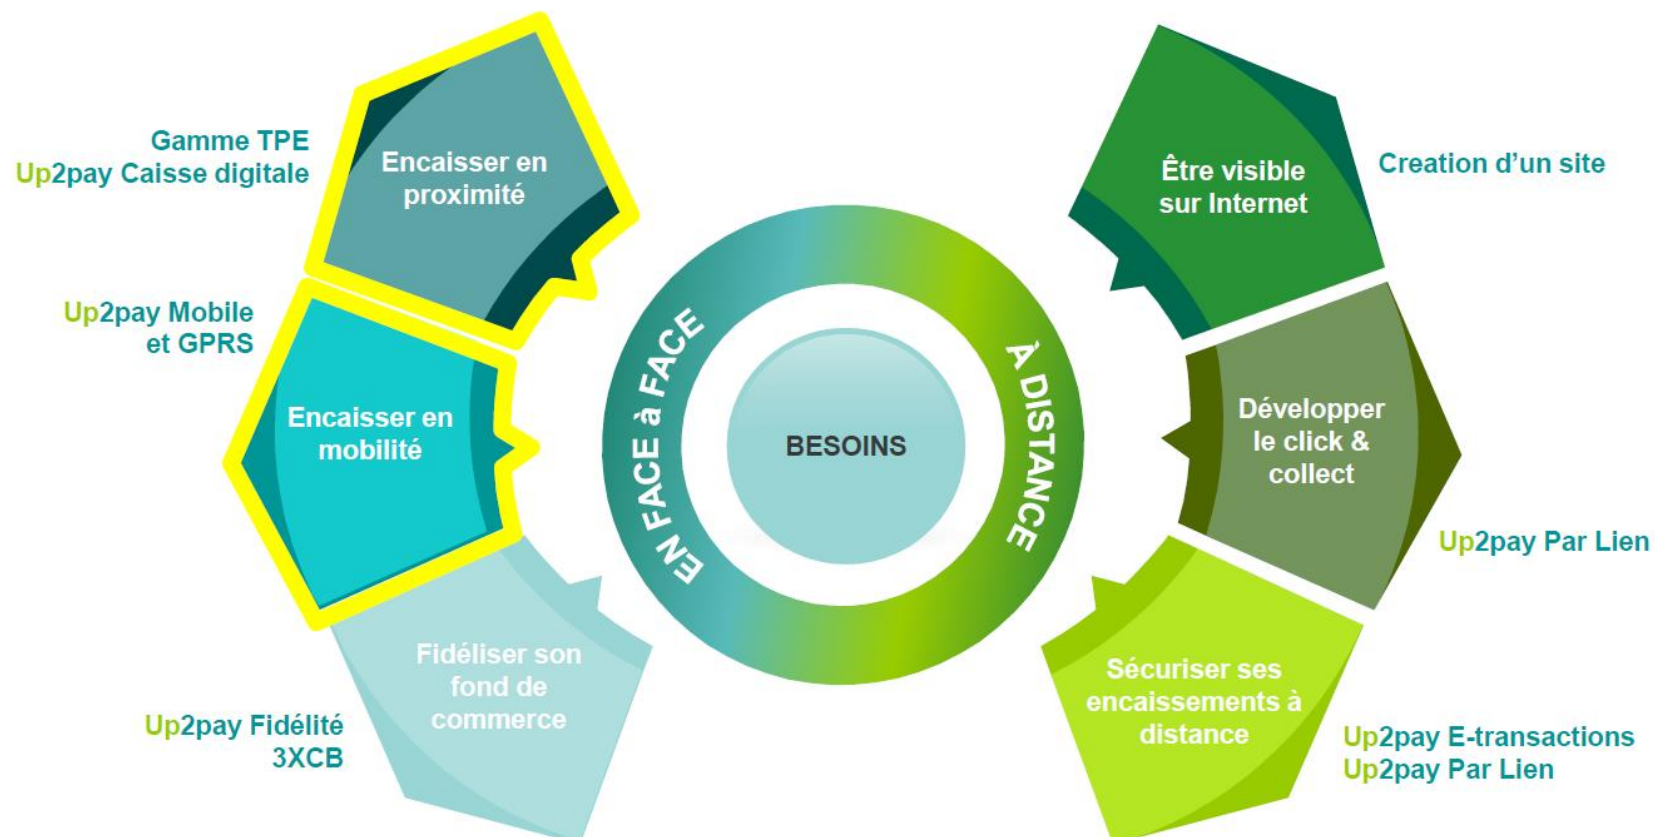 Gamme TPE
Up2pay Caisse digitale
Encaisser en
proximité
Up2pay Mobile
et GPRS
Encaisser en
mobilité
Fidéliser son
fond de
commerce
Up2pay Fidélité
3XCB
EN FACE à FACE
BESOINS
À DISTANCE
Être visible
sur Internet
Creation d’un site
Développer
le click &
collect
Up2pay Par Lien
Sécuriser ses
encaissements à
distance
Up2pay E-transactions
Up2pay Par Lien